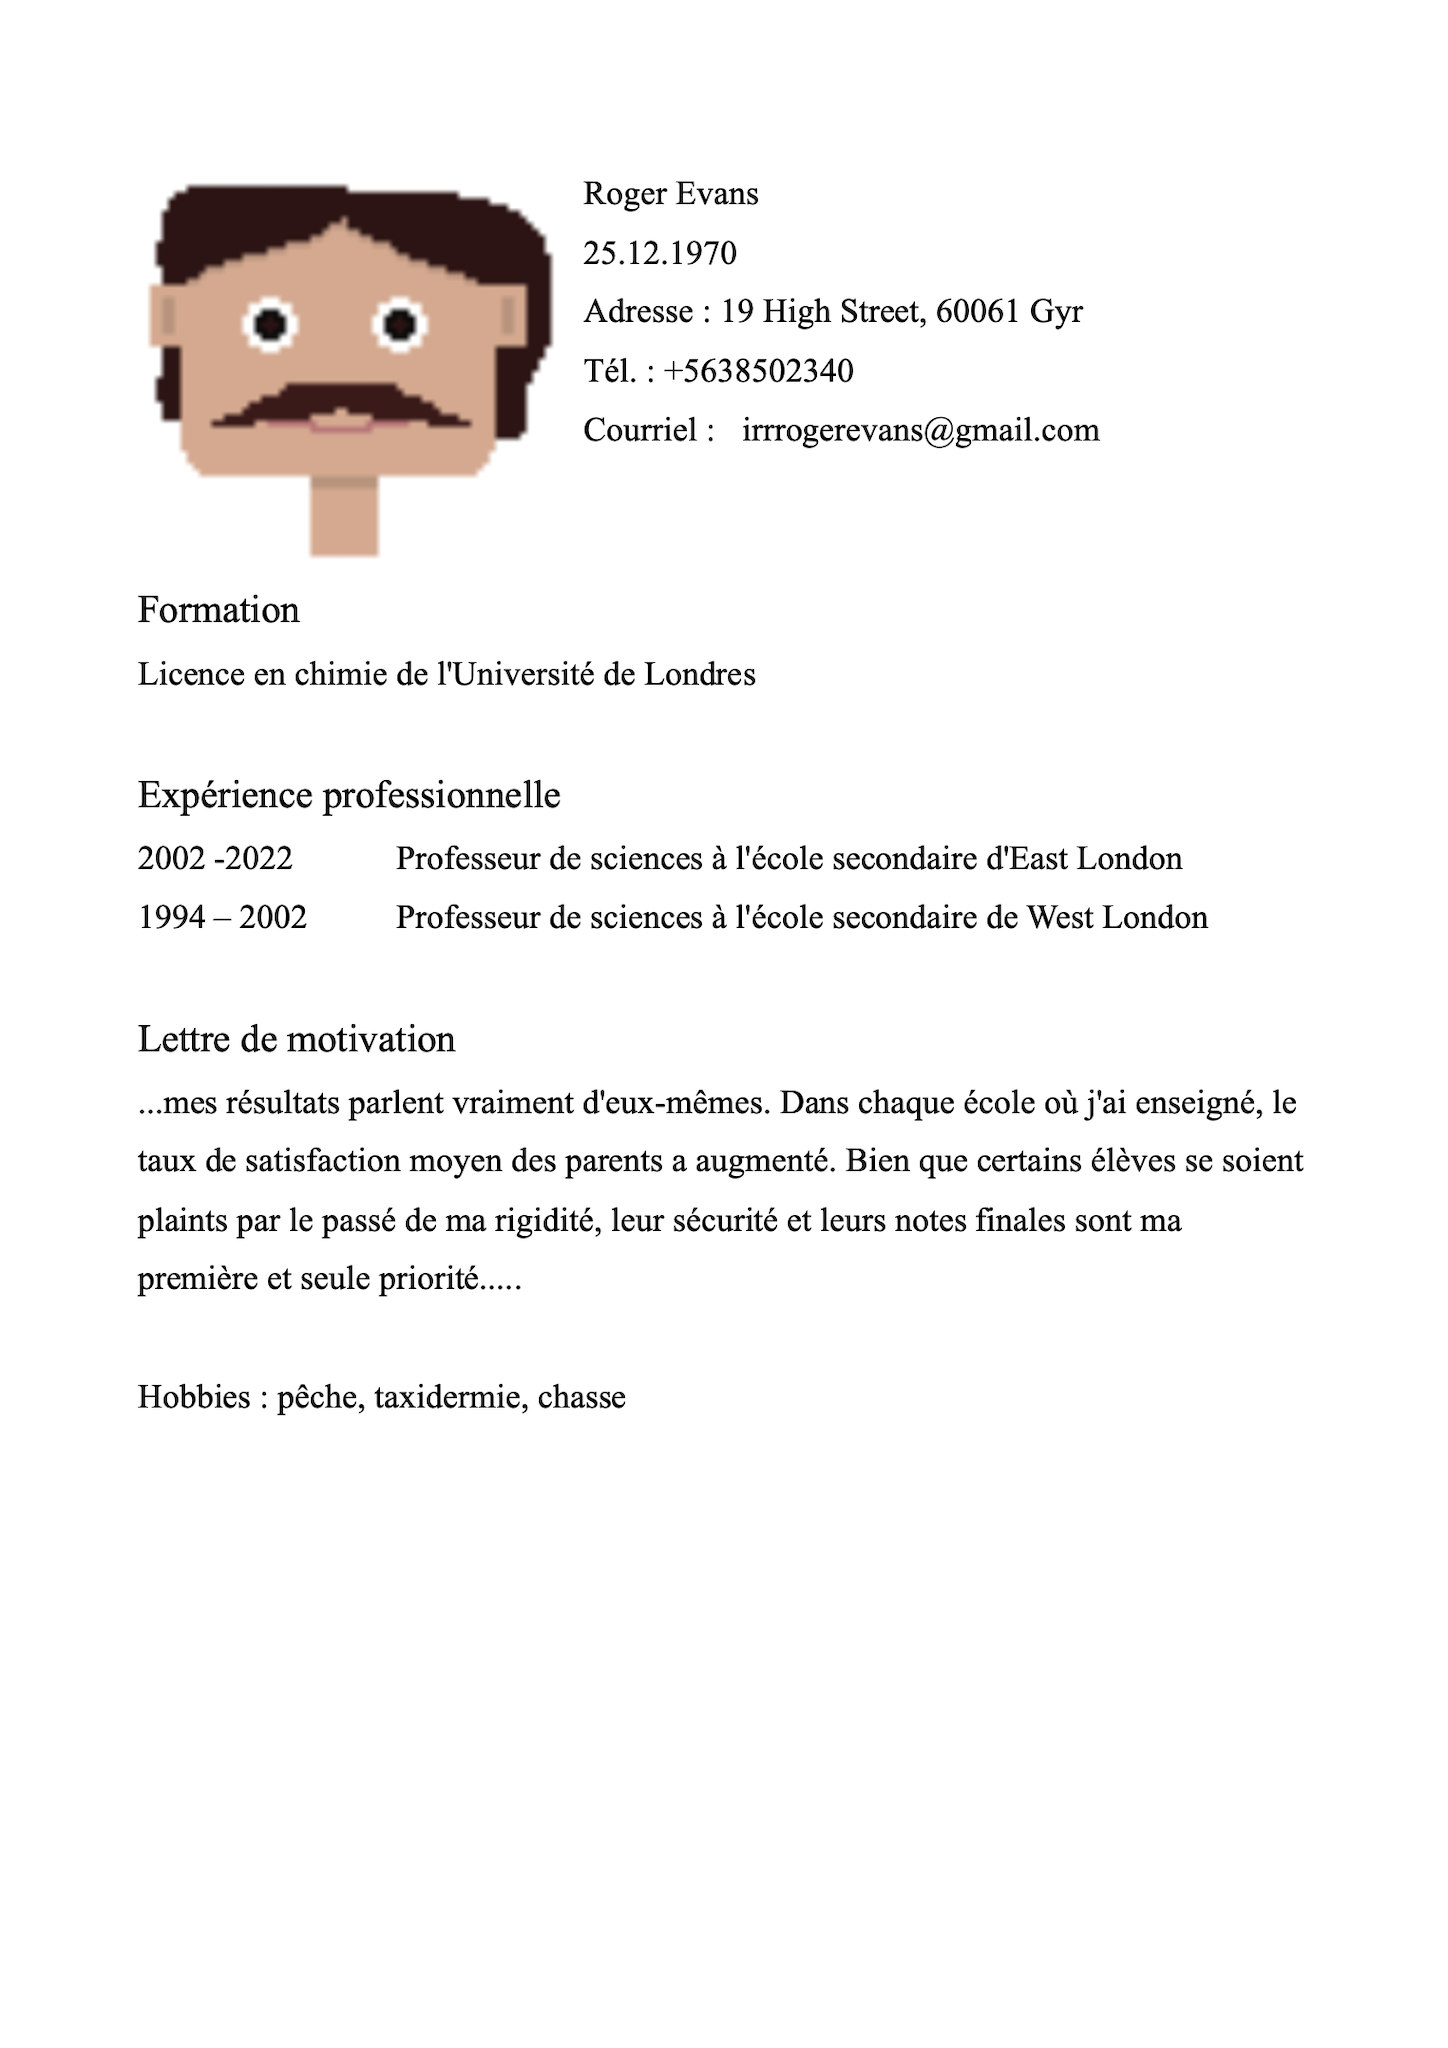 Roger Evans
25.12.1970
Adresse : 19 High Street, 60061 Gyr
Tél. : +5638502340
Courriel : irrrogerevans@gmail.com
Formation
Licence en chimie de l'Université de Londres
Expérience professionnelle
2002 -2022 Professeur de sciences à l'école secondaire d'East London
1994 – 2002 Professeur de sciences à l'école secondaire de West London
Lettre de motivation
...mes résultats parlent vraiment d'eux-mêmes. Dans chaque école où j'ai enseigné, le
taux de satisfaction moyen des parents a augmenté. Bien que certains élèves se soient
plaints par le passé de ma rigidité, leur sécurité et leurs notes finales sont ma
première et seule priorité.....
Hobbies : pêche, taxidermie, chasse